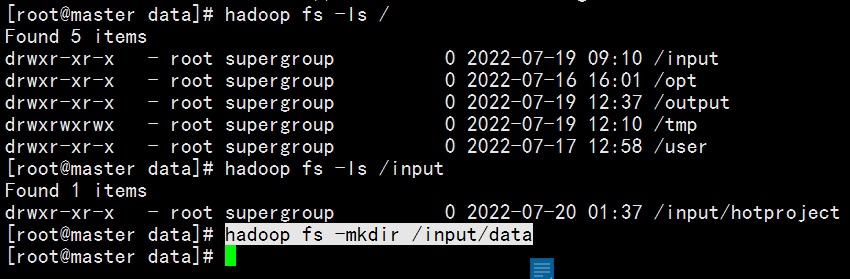 [root@master data]# hadoop fs -ls /
Found 5 items
drwxr-xr-x   - root supergroup          0 2022-07-19 09:10 /input
drwxr-xr-x   - root supergroup          0 2022-07-16 16:01 /opt
drwxr-xr-x   - root supergroup          0 2022-07-19 12:37 /output
drwxrwxrwx   - root supergroup          0 2022-07-19 12:10 /tmp
drwxr-xr-x   - root supergroup          0 2022-07-17 12:58 /user
[root@master data]# hadoop fs -ls /input
Found 1 items
drwxr-xr-x   - root supergroup          0 2022-07-20 01:37 /input/hotproject
[root@master data]# hadoop fs -mkdir /input/data
[root@master data]#